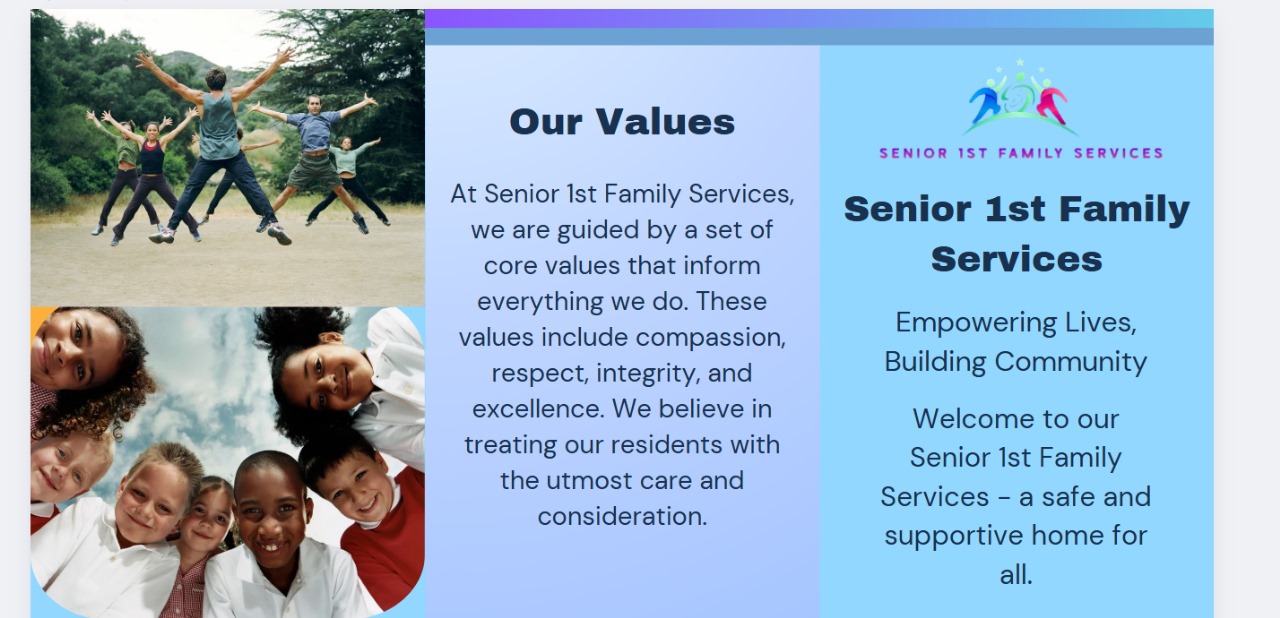 Our Values
At Senior 1st Family Services,
we are guided by a set of
core values that inform
everything we do. These
values include compassion,
respect, integrity, and
excellence. We believe in
treating our residents with
the utmost care and
consideration.
SENIOR 1ST FAMILY SERVICES
Senior 1st Family
Services
Empowering Lives,
Building Community
Welcome to our
Senior 1st Family
Services - a safe and
supportive home for
all.